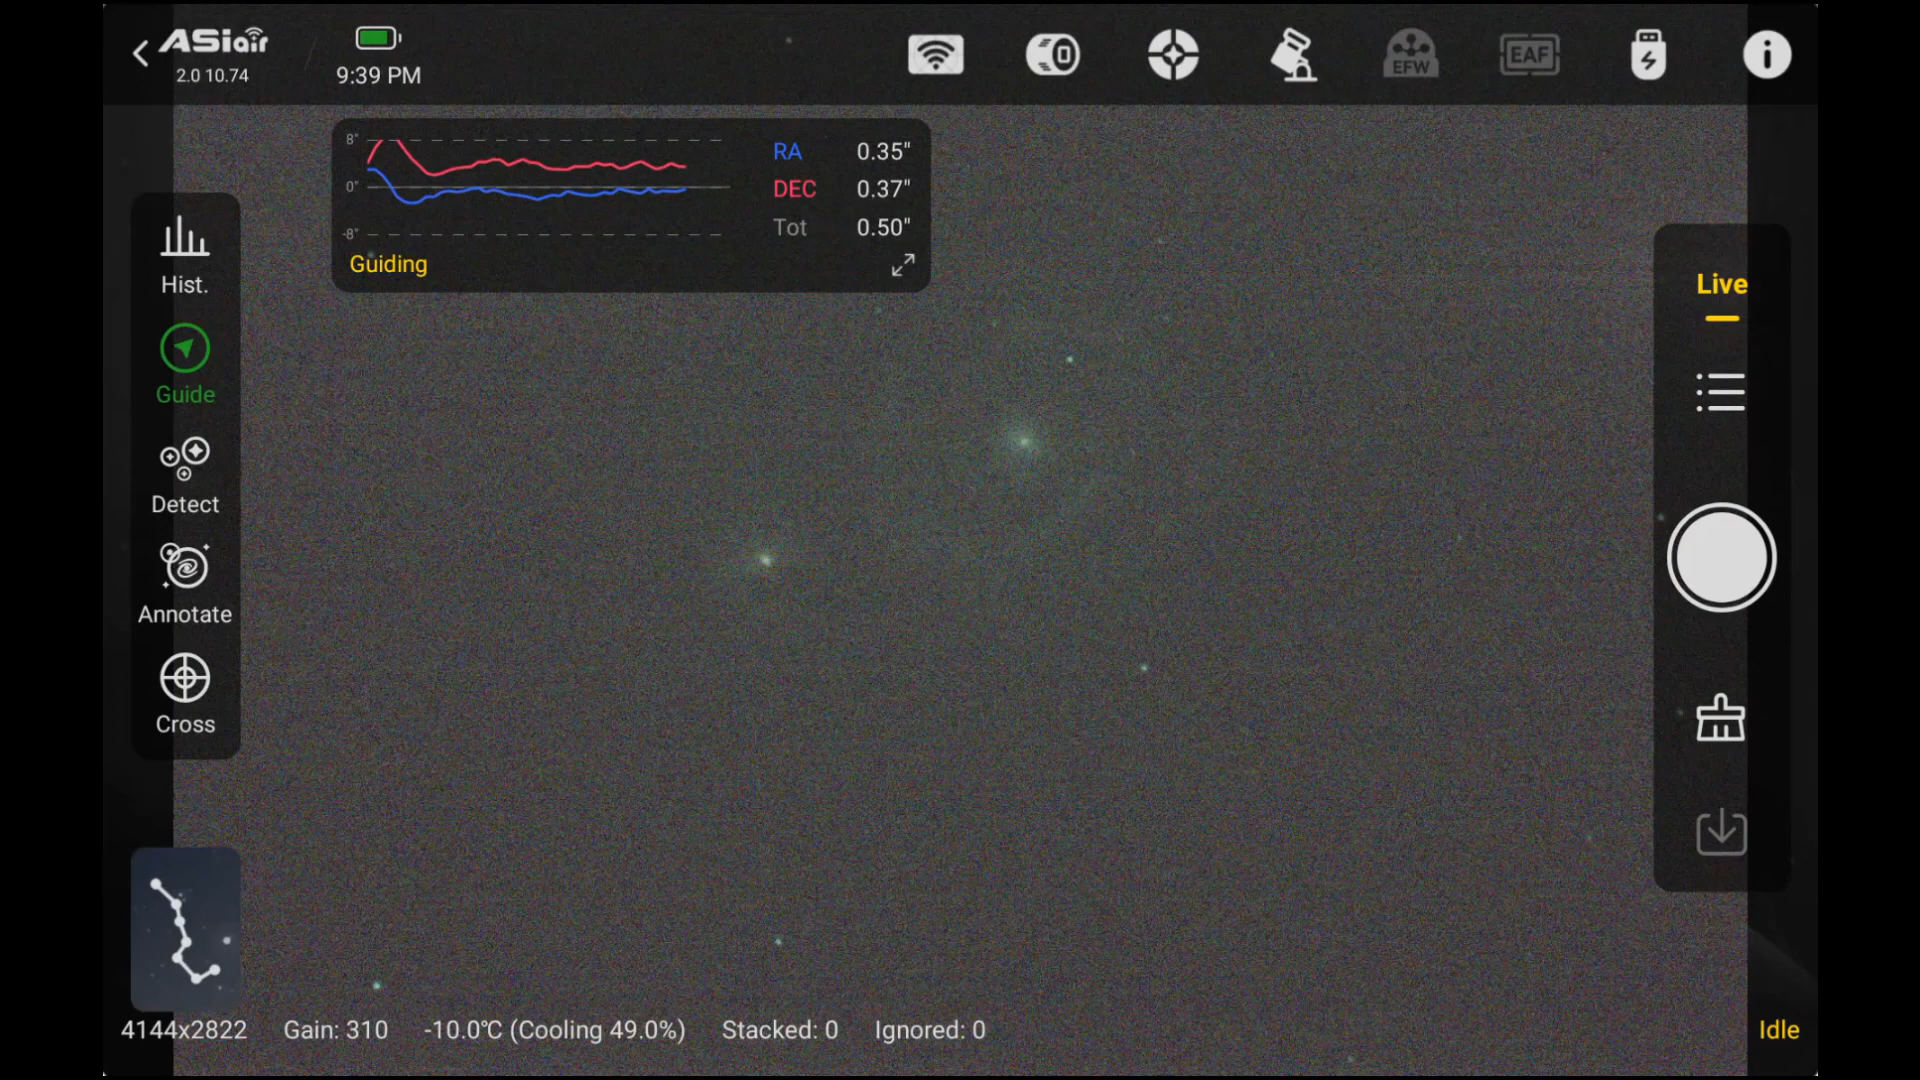 ASiair
2.0 10.74
9:39 PM
EFW
EAF
8"
0"
-8"
RA 0.35"
DEC 0.37"
Tot 0.50"
Guiding
Hist.
Guide
Detect
Annotate
Cross
Live
4144x2822 Gain: 310 -10.0℃ (Cooling 49.0%) Stacked: 0 Ignored: 0
Idle